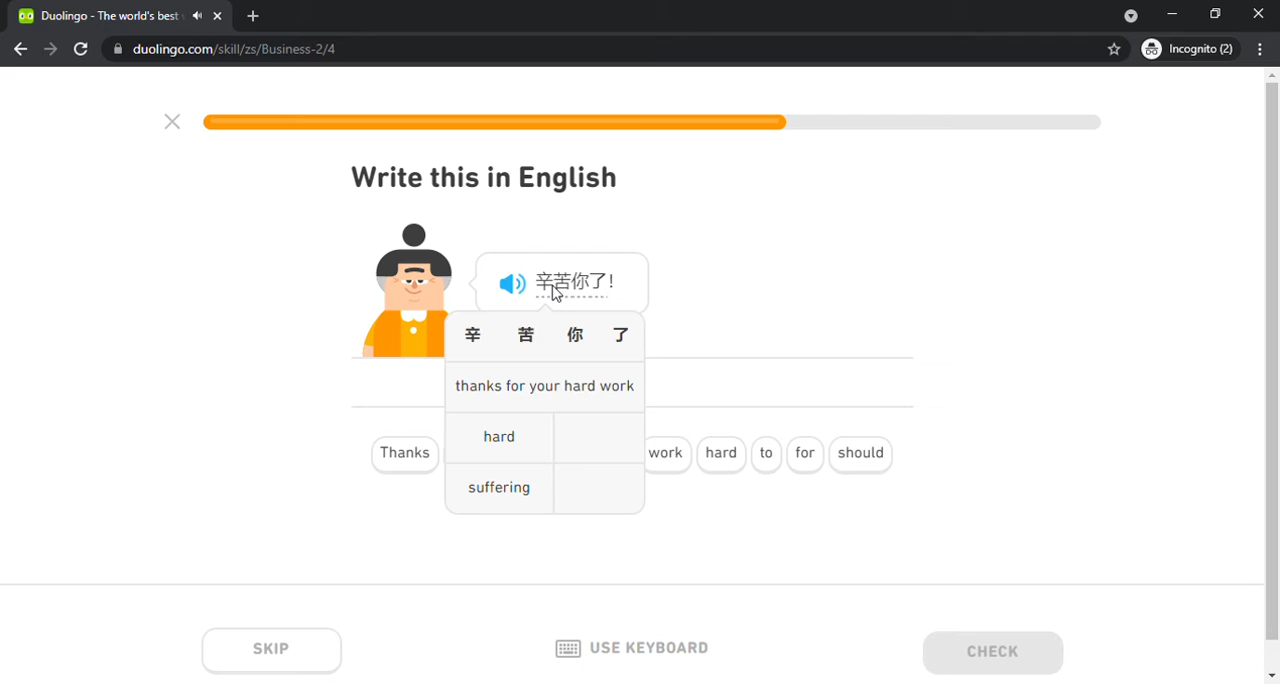 Duolingo - The world's best
duolingo.com/skill/zs/Business-2/4
Incognito (2)
Write this in English
辛苦你了!
辛 苦 你 了
thanks for your hard work
hard
suffering
Thanks work hard to for should
SKIP
USE KEYBOARD
CHECK